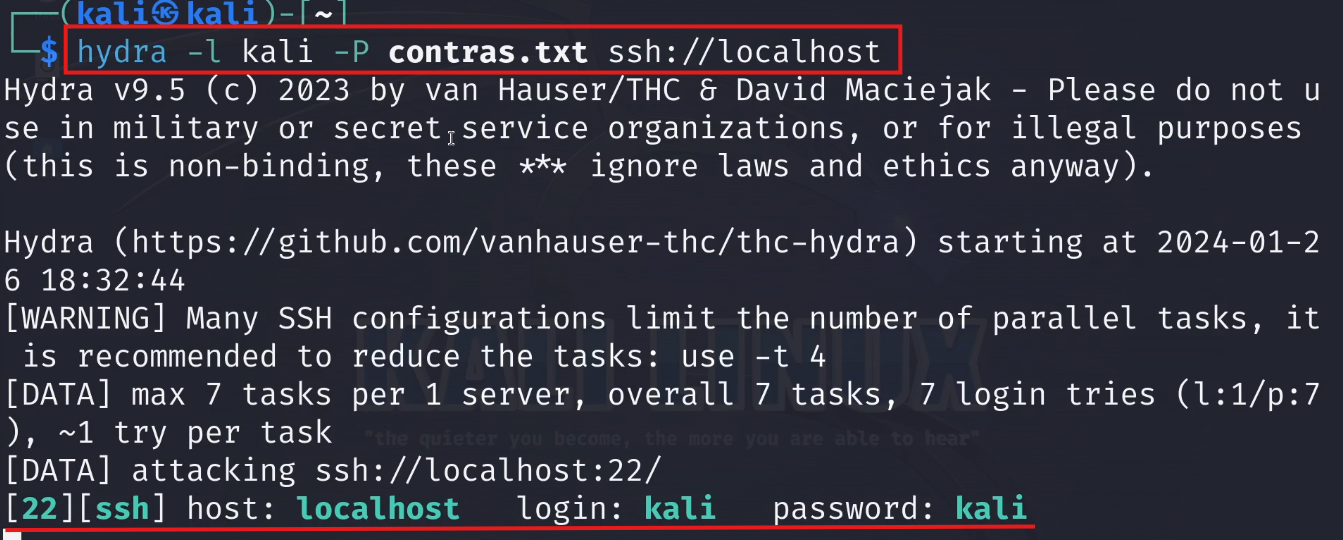 ┌──(kali㉿kali)-[~]
└─$ hydra -l kali -P contras.txt ssh://localhost
Hydra v9.5 (c) 2023 by van Hauser/THC & David Maciejak - Please do not u
se in military or secret service organizations, or for illegal purposes
(this is non-binding, these *** ignore laws and ethics anyway).
Hydra (https://github.com/vanhauser-thc/thc-hydra) starting at 2024-01-2
6 18:32:44
[WARNING] Many SSH configurations limit the number of parallel tasks, it
 is recommended to reduce the tasks: use -t 4
[DATA] max 7 tasks per 1 server, overall 7 tasks, 7 login tries (l:1/p:7
), ~1 try per task
[DATA] attacking ssh://localhost:22/
[22][ssh] host: localhost   login: kali   password: kali
KALI LINUX
"the quieter you become, the more you are able to hear"